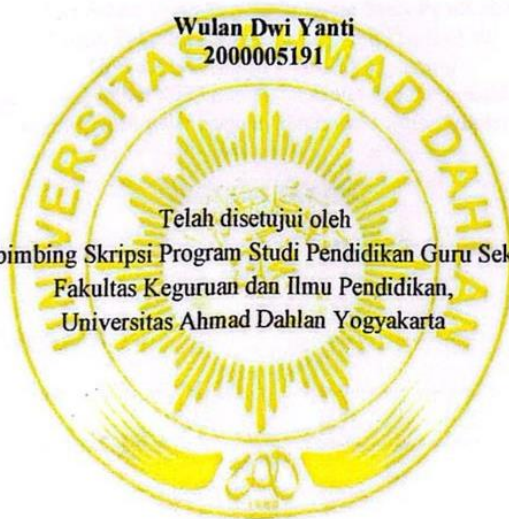 Wulan Dwi Yanti
2000005191
UNIVERSITAS AHMAD DAHLAN
Telah disetujui oleh
bimbing Skripsi Program Studi Pendidikan Guru Sek
Fakultas Keguruan dan Ilmu Pendidikan,
Universitas Ahmad Dahlan Yogyakarta